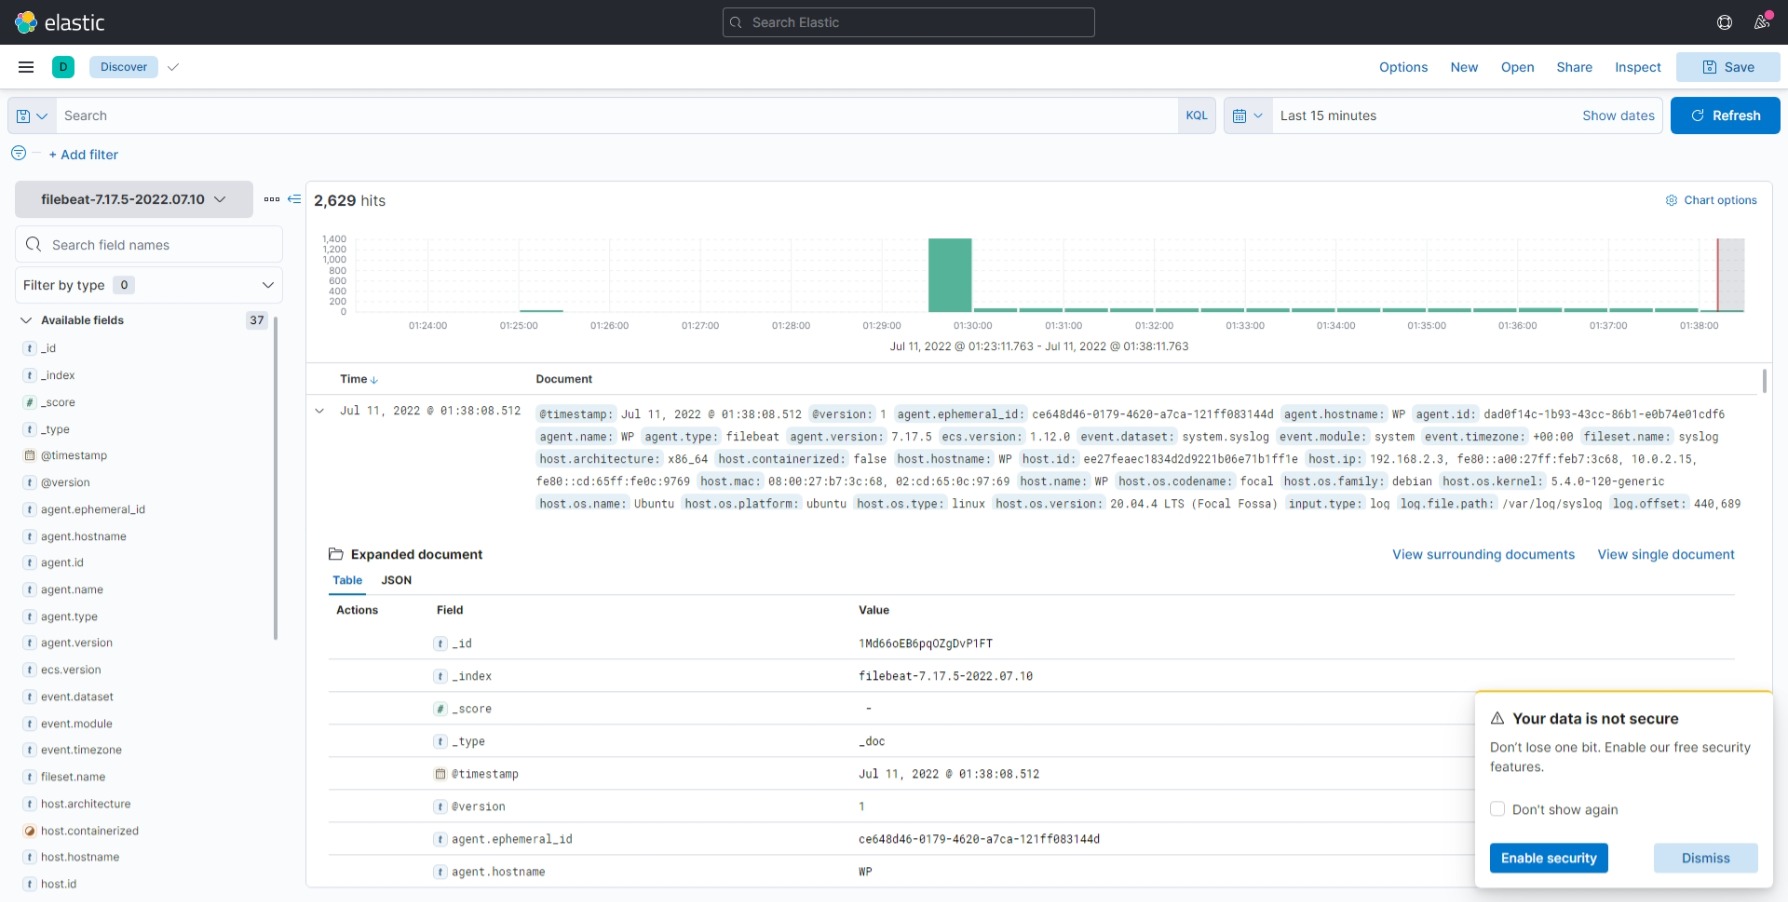 elastic
Search Elastic
D
Discover
Options
New
Open
Share
Inspect
Save
Search
KQL
Last 15 minutes
Show dates
Refresh
+ Add filter
filebeat-7.17.5-2022.07.10
Search field names
Filter by type 0
Available fields 37
t _id
t _index
# _score
t _type
@timestamp
t @version
t agent.ephemeral_id
t agent.hostname
t agent.id
t agent.name
t agent.type
t agent.version
t ecs.version
t event.dataset
t event.module
t event.timezone
t fileset.name
t host.architecture
host.containerized
t host.hostname
t host.id
2,629 hits
Chart options
1,400
1,200
1,000
800
600
400
200
0
01:24:00 01:25:00 01:26:00 01:27:00 01:28:00 01:29:00 01:30:00 01:31:00 01:32:00 01:33:00 01:34:00 01:35:00 01:36:00 01:37:00 01:38:00
Jul 11, 2022 @ 01:23:11.763 - Jul 11, 2022 @ 01:38:11.763
Time Document
Jul 11, 2022 @ 01:38:08.512
@timestamp: Jul 11, 2022 @ 01:38:08.512 @version: 1 agent.ephemeral_id: ce648d46-0179-4620-a7ca-121ff083144d agent.hostname: WP agent.id: dad0f14c-1b93-43cc-86b1-e0b74e01cdf6
agent.name: WP agent.type: filebeat agent.version: 7.17.5 ecs.version: 1.12.0 event.dataset: system.syslog event.module: system event.timezone: +00:00 fileset.name: syslog
host.architecture: x86_64 host.containerized: false host.hostname: WP host.id: ee27feaec1834d2d9221b06e71b1ff1e host.ip: 192.168.2.3, fe80::a00:27ff:feb7:3c68, 10.0.2.15,
fe80::cd:65ff:fe0c:9769 host.mac: 08:00:27:b7:3c:68, 02:cd:65:0c:97:69 host.name: WP host.os.codename: focal host.os.family: debian host.os.kernel: 5.4.0-120-generic
host.os.name: Ubuntu host.os.platform: ubuntu host.os.type: linux host.os.version: 20.04.4 LTS (Focal Fossa) input.type: log log.file.path: /var/log/syslog log.offset: 440,689
Expanded document
View surrounding documents
View single document
Table JSON
Actions Field Value
t _id 1Md66oEB6pqOZgDvP1FT
t _index filebeat-7.17.5-2022.07.10
# _score -
t _type _doc
@timestamp Jul 11, 2022 @ 01:38:08.512
t @version 1
t agent.ephemeral_id ce648d46-0179-4620-a7ca-121ff083144d
t agent.hostname WP
Your data is not secure
Don't lose one bit. Enable our free security
features.
Don't show again
Enable security
Dismiss